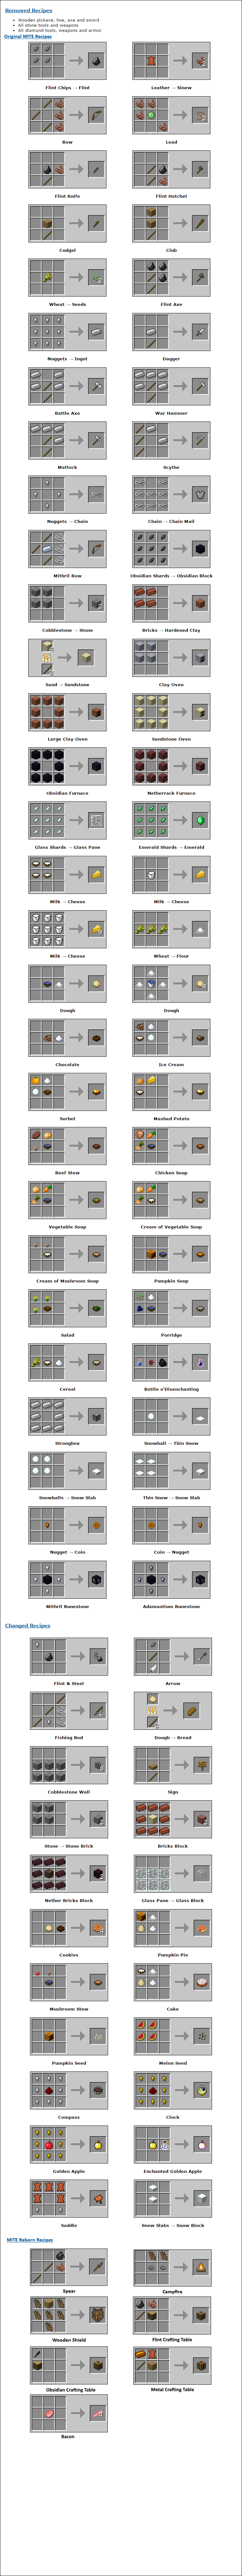 Removed Recipes
Wooden pickaxe, hoe, axe and sword
All stone tools and weapons
All diamond tools, weapons and armor
Original MITE Recipes
Flint Chips → Flint
Leather → Sinew
Bow
Lead
Flint Knife
Flint Hatchet
Cudgel
Club
Wheat → Seeds
Flint Axe
Nuggets → Ingot
Dagger
Battle Axe
War Hammer
Mattock
Scythe
Nuggets → Chain
Chain → Chain Mail
Mithril Bow
Obsidian Shards → Obsidian Block
Cobblestone → Stone
Bricks → Hardened Clay
Sand → Sandstone
Clay Oven
Large Clay Oven
Sandstone Oven
Obsidian Furnace
Netherrack Furnace
Glass Shards → Glass Pane
Emerald Shards → Emerald
Milk → Cheese
Milk → Cheese
Milk → Cheese
Wheat → Flour
Dough
Dough
Chocolate
Ice Cream
Sorbet
Mashed Potato
Beef Stew
Chicken Soup
Vegetable Soup
Cream of Vegetable Soup
Cream of Mushroom Soup
Pumpkin Soup
Salad
Porridge
Cereal
Bottle o'Disenchanting
Strongbox
Snowball → Thin Snow
Snowballs → Snow Slab
Thin Snow → Snow Slab
Nugget → Coin
Coin → Nugget
Mithril Runestone
Adamantium Runestone
Changed Recipes
Flint & Steel
Arrow
Fishing Rod
Dough → Bread
Cobblestone Wall
Sign
Stone → Stone Brick
Bricks Block
Nether Bricks Block
Glass Pane → Glass Block
Cookies
Pumpkin Pie
Mushroom Stew
Cake
Pumpkin Seed
Melon Seed
Compass
Clock
Golden Apple
Enchanted Golden Apple
Saddle
Snow Slabs → Snow Block
MITE Reborn Recipes
Spear
Campfire
Wooden Shield
Flint Crafting Table
Obsidian Crafting Table
Metal Crafting Table
Bacon